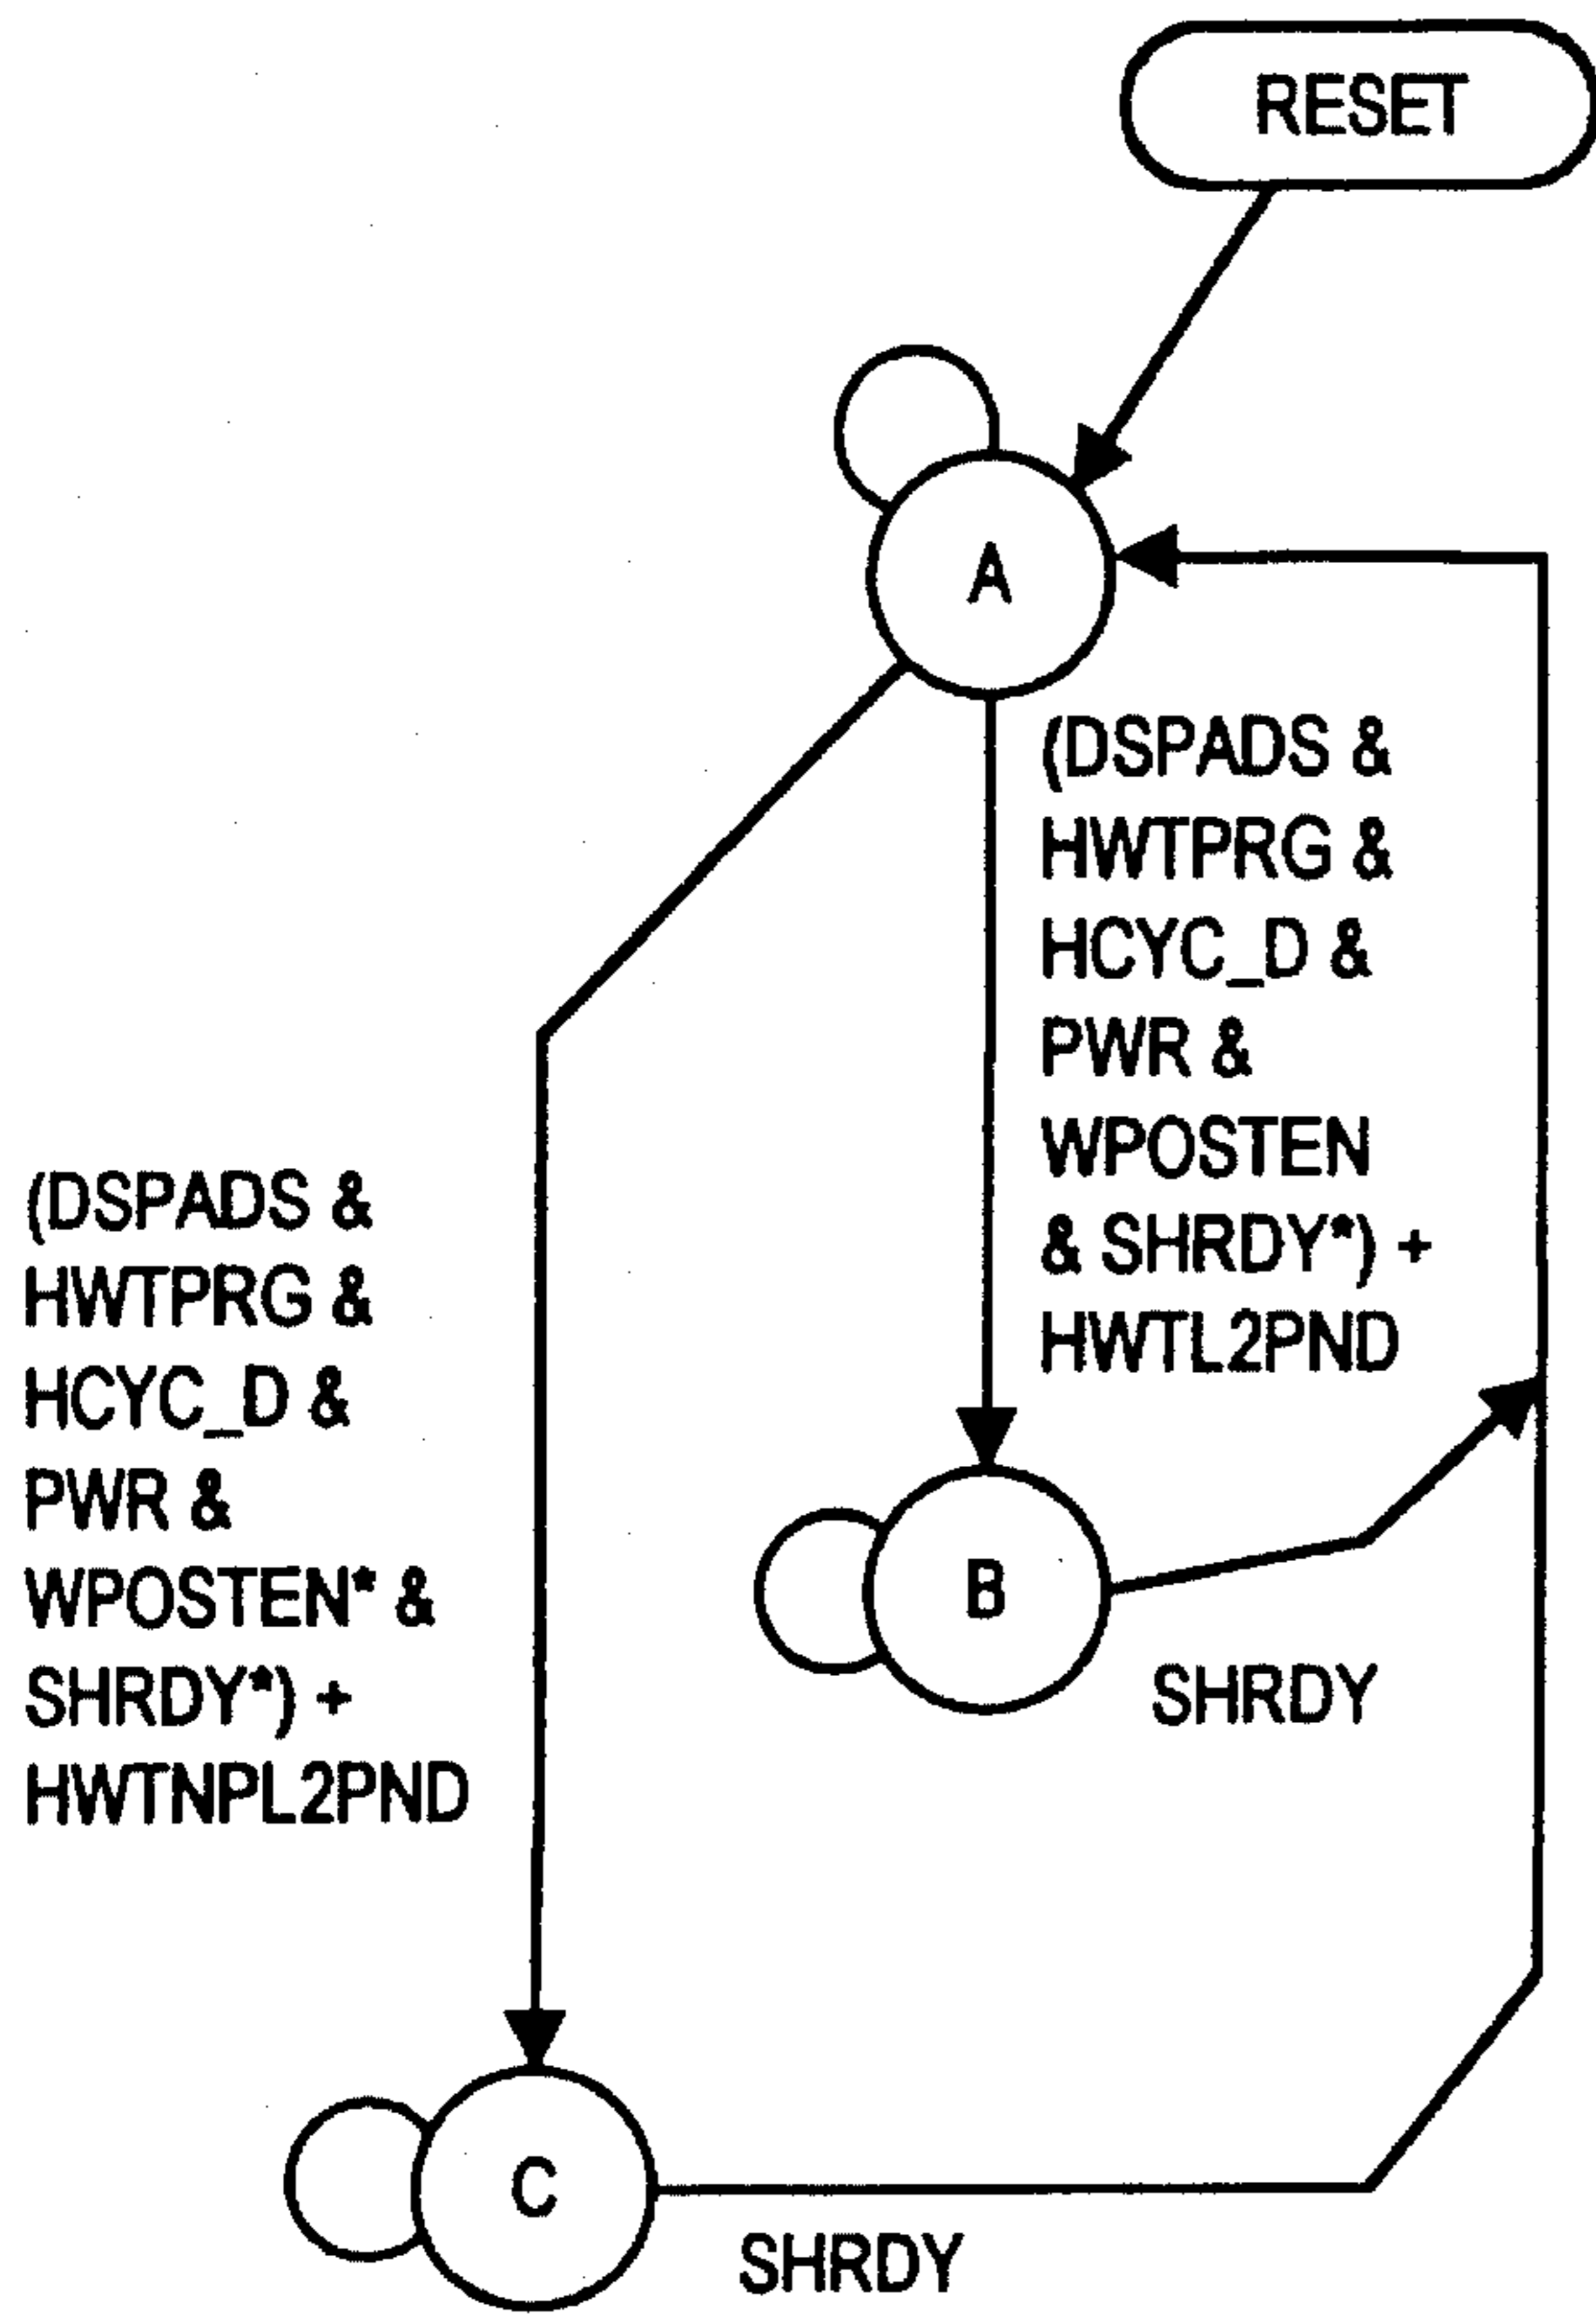 RESET
A
(DSPADS &
HWTPRG &
HCYC_D &
PWR &
WPOSTEN
& SHRDY*) +
HWTL2PND
(DSPADS &
HWTPRG &
HCYC_D &
PWR &
WPOSTEN* &
SHRDY*) +
HWTNPL2PND
B
SHRDY
C
SHRDY